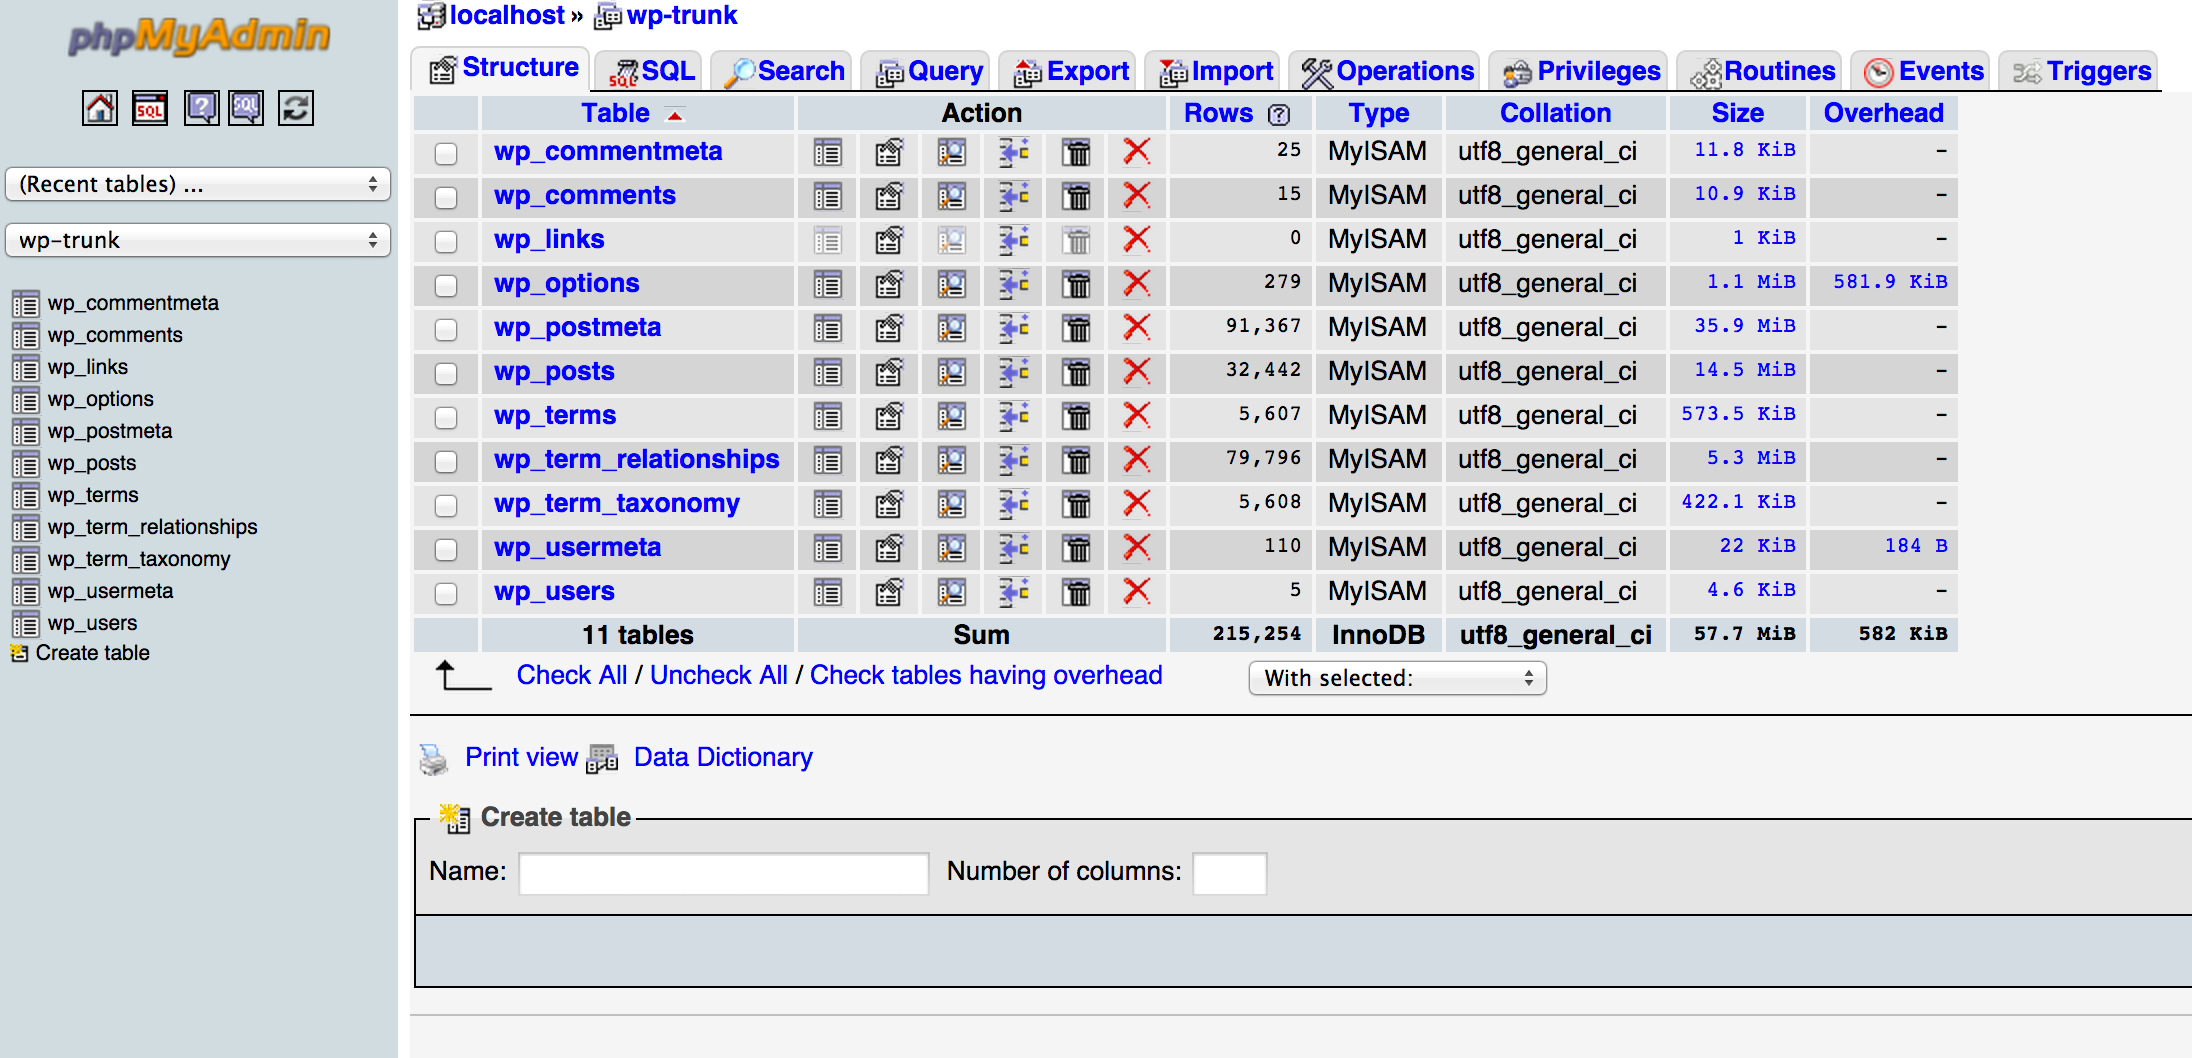 phpMyAdmin
SQL
SQL
(Recent tables) ...
wp-trunk
wp_commentmeta
wp_comments
wp_links
wp_options
wp_postmeta
wp_posts
wp_terms
wp_term_relationships
wp_term_taxonomy
wp_usermeta
wp_users
Create table
localhost » wp-trunk
Structure SQL Search Query Export Import Operations Privileges Routines Events Triggers
Table Action Rows Type Collation Size Overhead
wp_commentmeta 25 MyISAM utf8_general_ci 11.8 KiB –
wp_comments 15 MyISAM utf8_general_ci 10.9 KiB –
wp_links 0 MyISAM utf8_general_ci 1 KiB –
wp_options 279 MyISAM utf8_general_ci 1.1 MiB 581.9 KiB
wp_postmeta 91,367 MyISAM utf8_general_ci 35.9 MiB –
wp_posts 32,442 MyISAM utf8_general_ci 14.5 MiB –
wp_terms 5,607 MyISAM utf8_general_ci 573.5 KiB –
wp_term_relationships 79,796 MyISAM utf8_general_ci 5.3 MiB –
wp_term_taxonomy 5,608 MyISAM utf8_general_ci 422.1 KiB –
wp_usermeta 110 MyISAM utf8_general_ci 22 KiB 184 B
wp_users 5 MyISAM utf8_general_ci 4.6 KiB –
11 tables Sum 215,254 InnoDB utf8_general_ci 57.7 MiB 582 KiB
Check All / Uncheck All / Check tables having overhead With selected:
Print view Data Dictionary
Create table
Name: Number of columns: